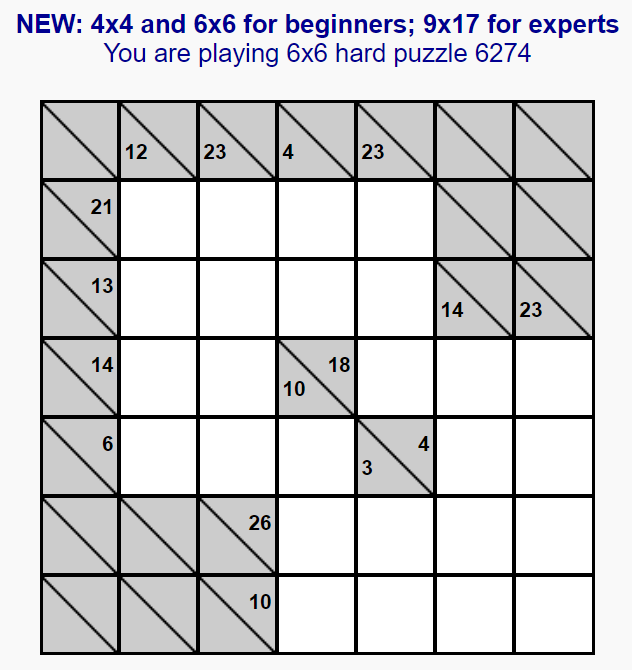 NEW: 4x4 and 6x6 for beginners; 9x17 for experts
You are playing 6x6 hard puzzle 6274
12 23 4 23
21
13 14 23
14 10 18
6 3 4
26
10